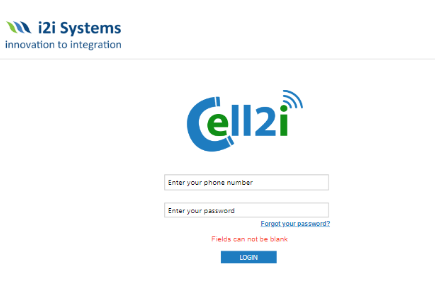 i2i Systems
innovation to integration
Cell2i
Enter your phone number
Enter your password
Forgot your password?
Fields can not be blank
LOGIN